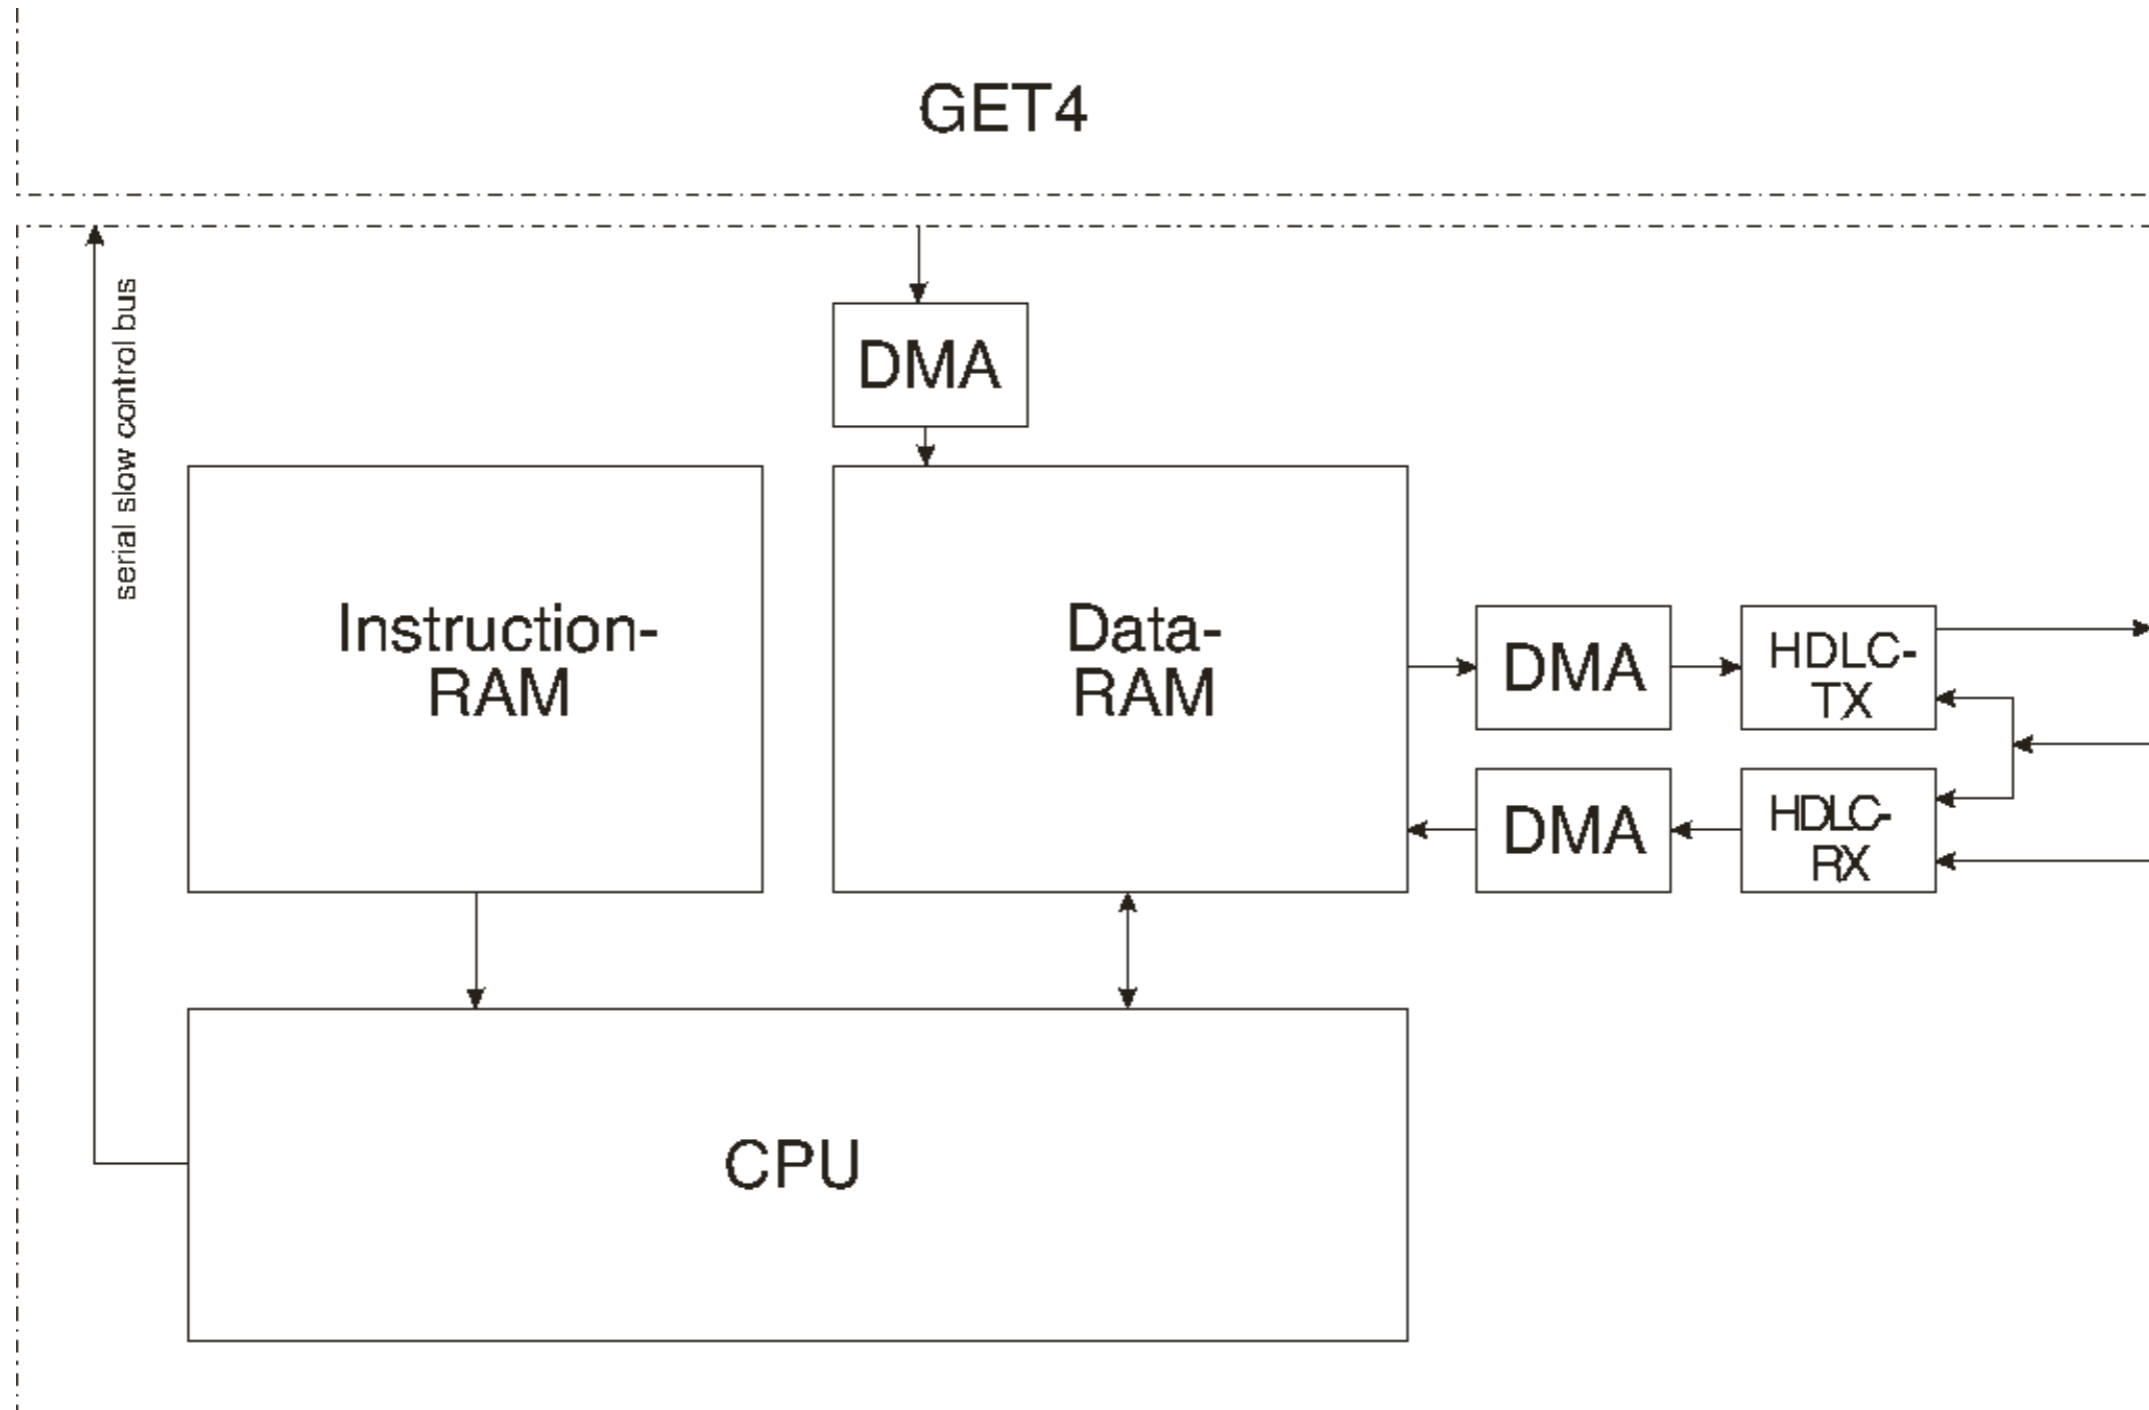 GET4
serial slow control bus
DMA
Instruction-
RAM
Data-
RAM
DMA
HDLC-
TX
DMA
HDLC-
RX
CPU